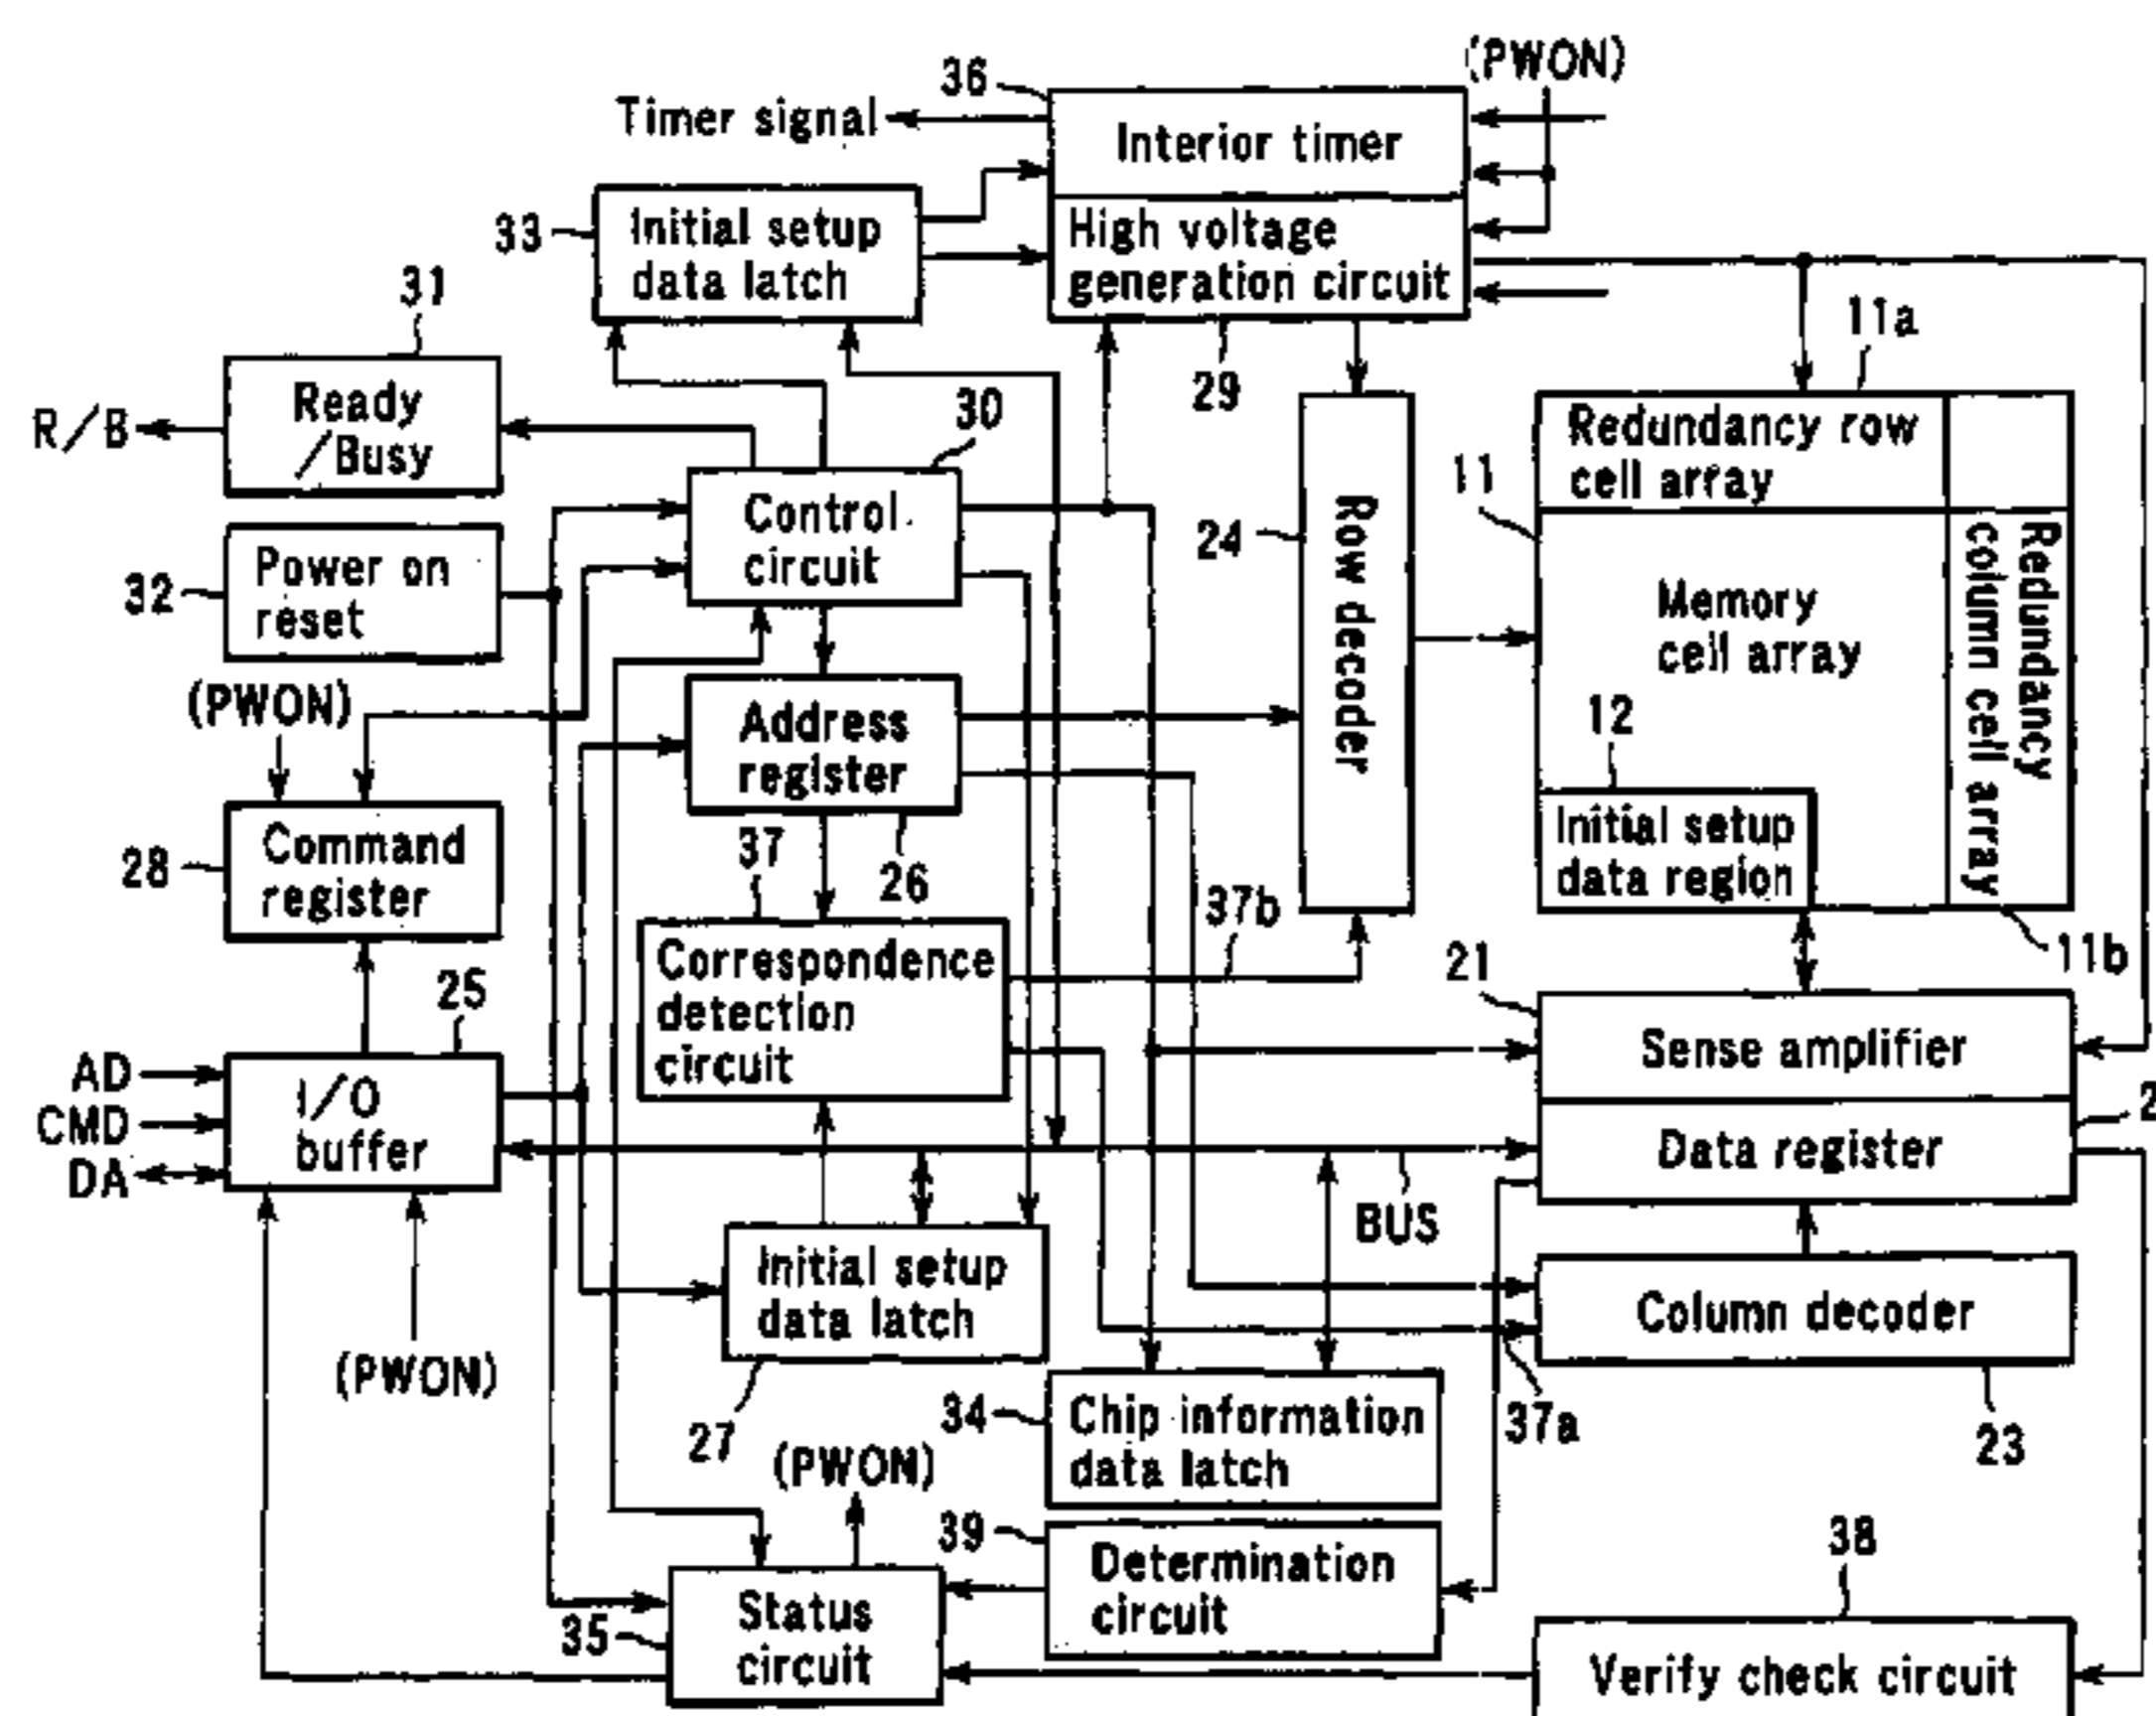 (PWON)
36
Timer signal
Interior timer
33
Initial setup
data latch
High voltage
generation circuit
31
11a
29
Ready
/Busy
R/B
30
Redundancy row
cell array
11
Control
circuit
24
Row decoder
Redundancy
column cell array
32
Power on
reset
Memory
cell array
(PWON)
Address
register
12
Initial setup
data region
28
Command
register
37
26
37b
Correspondence
detection
circuit
21
11b
25
Sense amplifier
AD
CMD
DA
I/O
buffer
2
Data register
BUS
Initial setup
data latch
Column decoder
(PWON)
27
34
Chip information
data latch
37a
23
(PWON)
39
Determination
circuit
38
35
Status
circuit
Verify check circuit